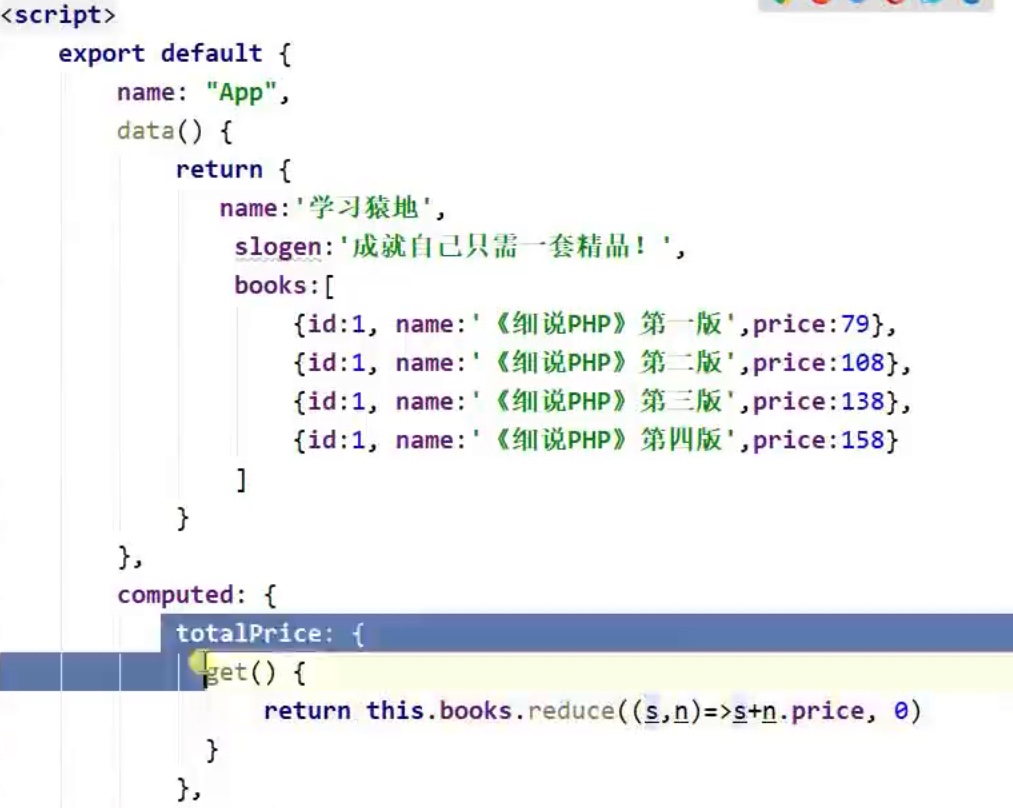 <script>
export default {
name: "App",
data() {
return {
name:'学习猿地',
slogen:'成就自己只需一套精品！',
books:[
{id:1, name:'《细说PHP》第一版',price:79},
{id:1, name:'《细说PHP》第二版',price:108},
{id:1, name:'《细说PHP》第三版',price:138},
{id:1, name:'《细说PHP》第四版',price:158}
]
}
},
computed: {
totalPrice: {
get() {
return this.books.reduce((s,n)=>s+n.price, 0)
}
},